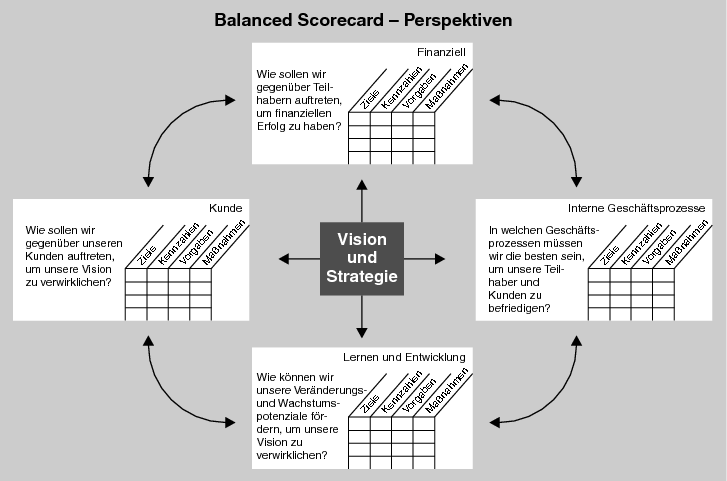 Balanced Scorecard – Perspektiven
Finanziell
Wie sollen wir
gegenüber Teil-
habern auftreten,
um finanziellen
Erfolg zu haben?
Ziele
Kennzahlen
Vorgaben
Maßnahmen
Kunde
Wie sollen wir
gegenüber unseren
Kunden auftreten,
um unsere Vision
zu verwirklichen?
Ziele
Kennzahlen
Vorgaben
Maßnahmen
Vision
und
Strategie
Interne Geschäftsprozesse
In welchen Geschäfts-
prozessen müssen
wir die besten sein,
um unsere Teil-
haber und
Kunden zu
befriedigen?
Ziele
Kennzahlen
Vorgaben
Maßnahmen
Lernen und Entwicklung
Wie können wir
unsere Veränderungs-
und Wachstums-
potenziale för-
dern, um unsere
Vision zu
verwirklichen?
Ziele
Kennzahlen
Vorgaben
Maßnahmen